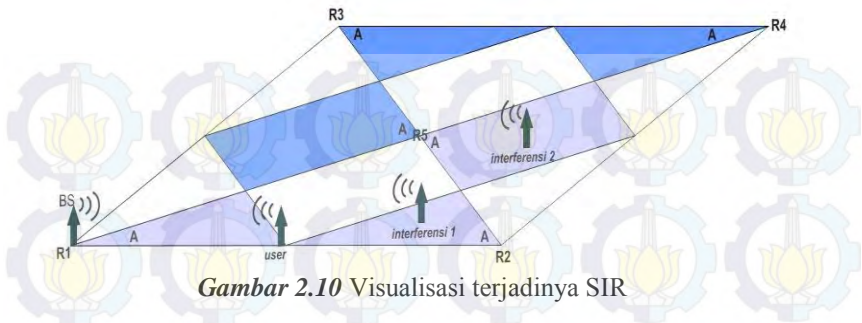 R3
A
A
R4
A
R5
A
interferensi 2
BS
interferensi 1
A
A
R1
user
R2
Gambar 2.10 Visualisasi terjadinya SIR